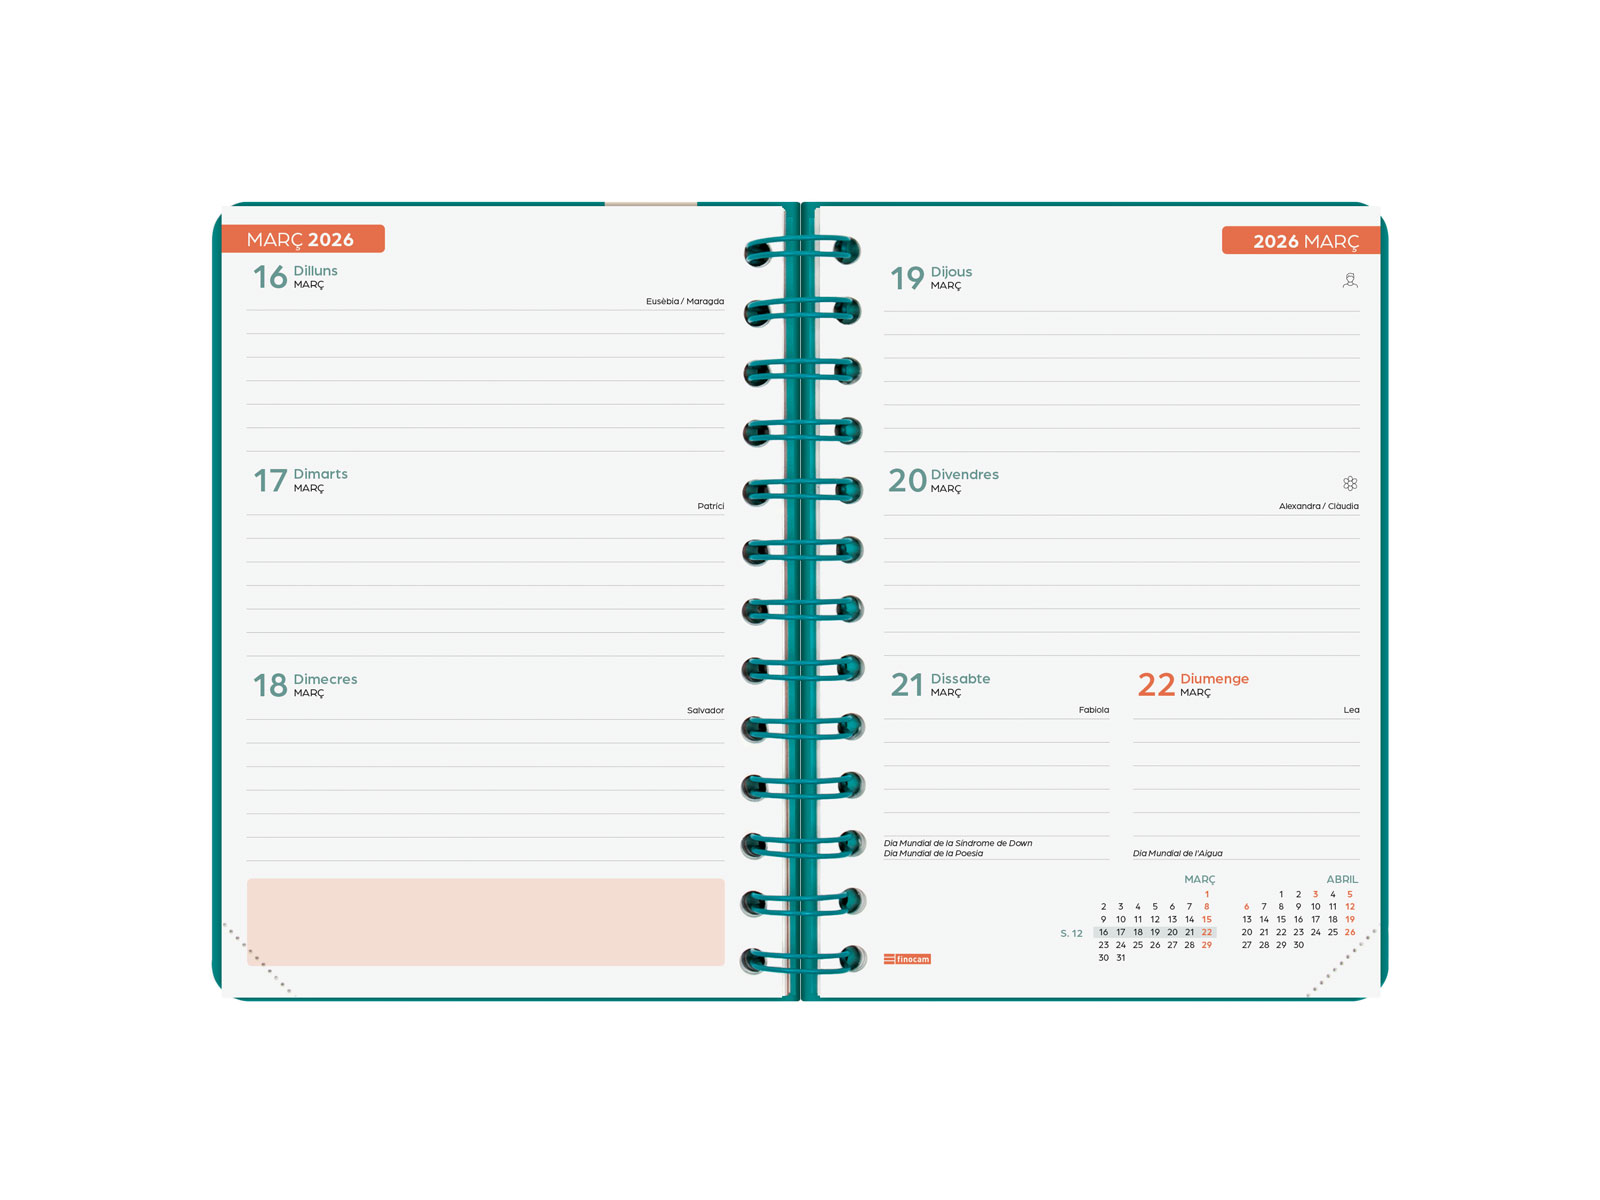 MARÇ 2026
16 Dilluns
MARÇ
Eusèbia / Maragda
17 Dimarts
MARÇ
Patrici
18 Dimecres
MARÇ
Salvador
2026 MARÇ
19 Dijous
MARÇ
20 Divendres
MARÇ
Alexandra / Clàudia
21 Dissabte
MARÇ
Fabiola
Dia Mundial de la Síndrome de Down
Dia Mundial de la Poesia
22 Diumenge
MARÇ
Lea
Dia Mundial de l'Aigua
finocam
S. 12
MARÇ
1
2 3 4 5 6 7 8
9 10 11 12 13 14 15
16 17 18 19 20 21 22
23 24 25 26 27 28 29
30 31
ABRIL
1 2 3 4 5
6 7 8 9 10 11 12
13 14 15 16 17 18 19
20 21 22 23 24 25 26
27 28 29 30